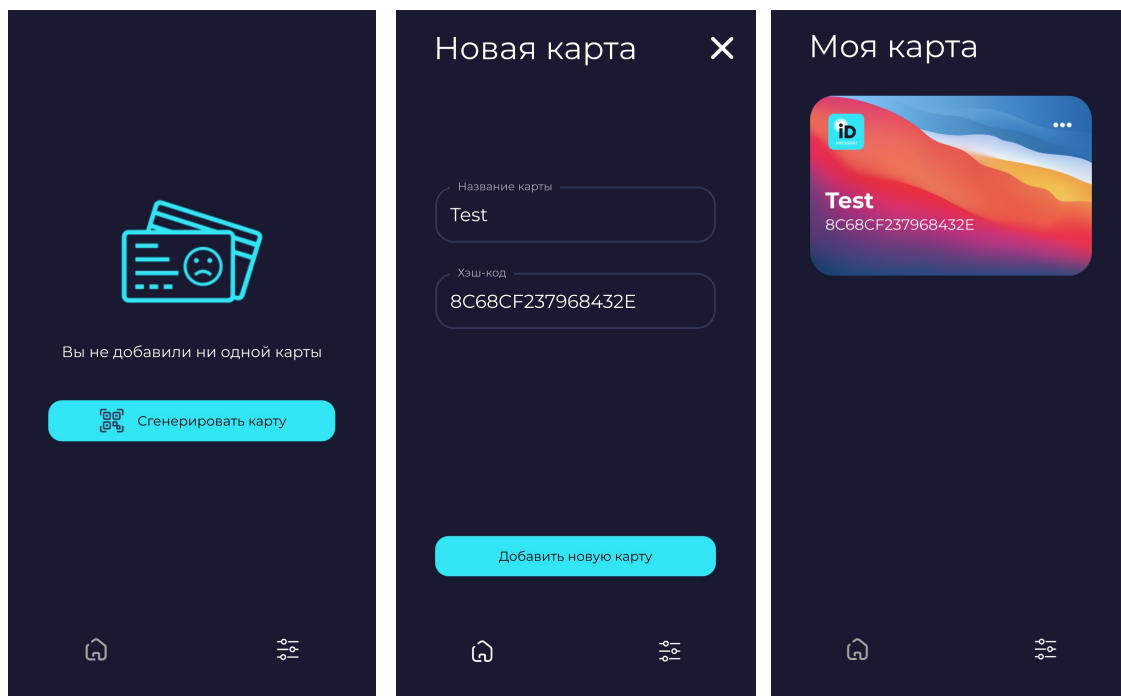 Вы не добавили ни одной карты
Сгенерировать карту
Новая карта
Название карты
Test
Хэш-код
8C68CF237968432E
Добавить новую карту
Моя карта
iD
Test
8C68CF237968432E